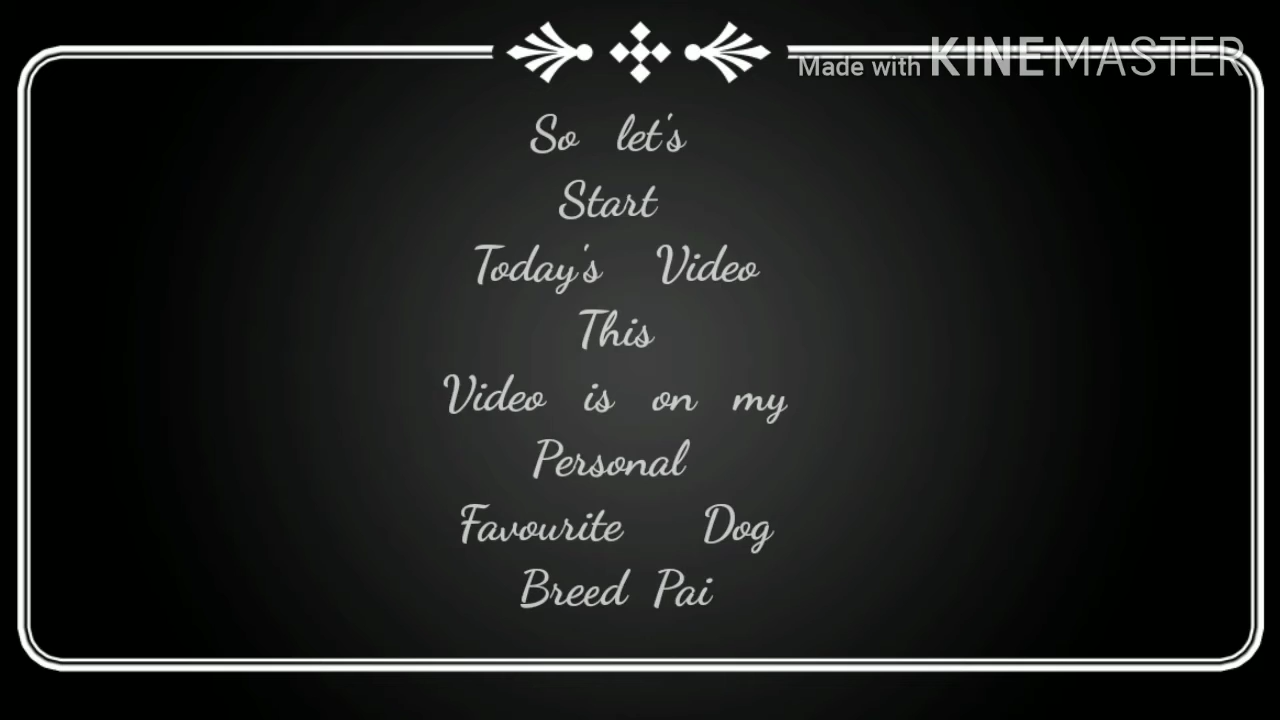 Made with KINEMASTER
So let's
Start
Today's Video
This
Video is on my
Personal
Favourite Dog
Breed Pai